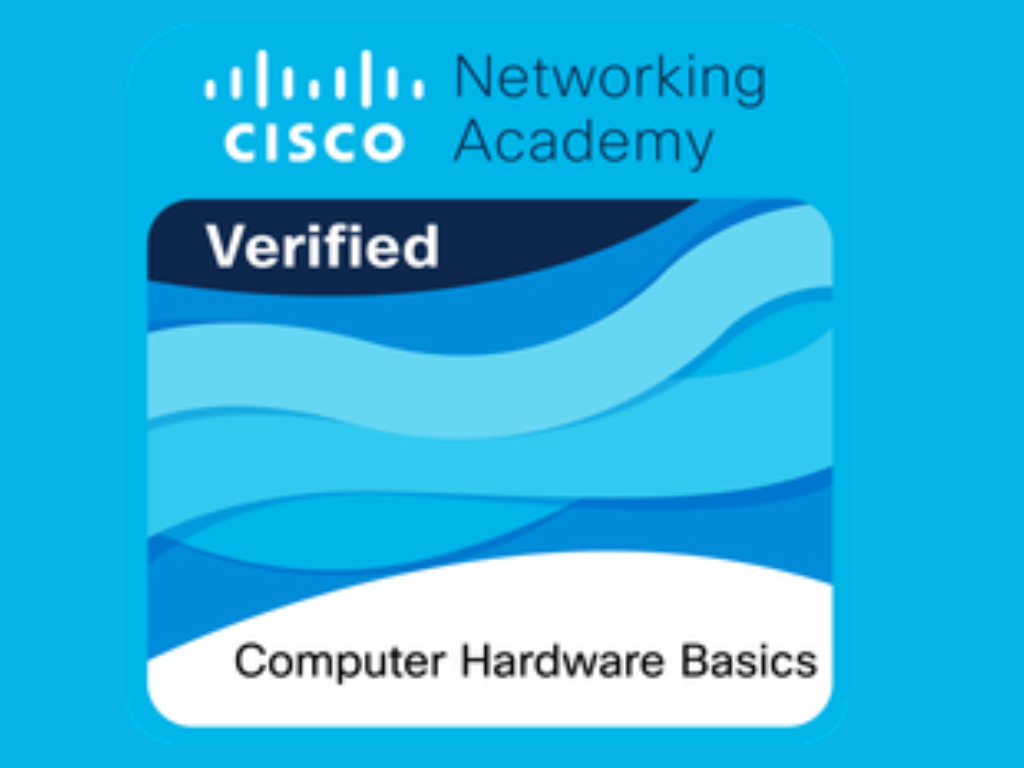 CISCO
Networking
Academy
Verified
Computer Hardware Basics